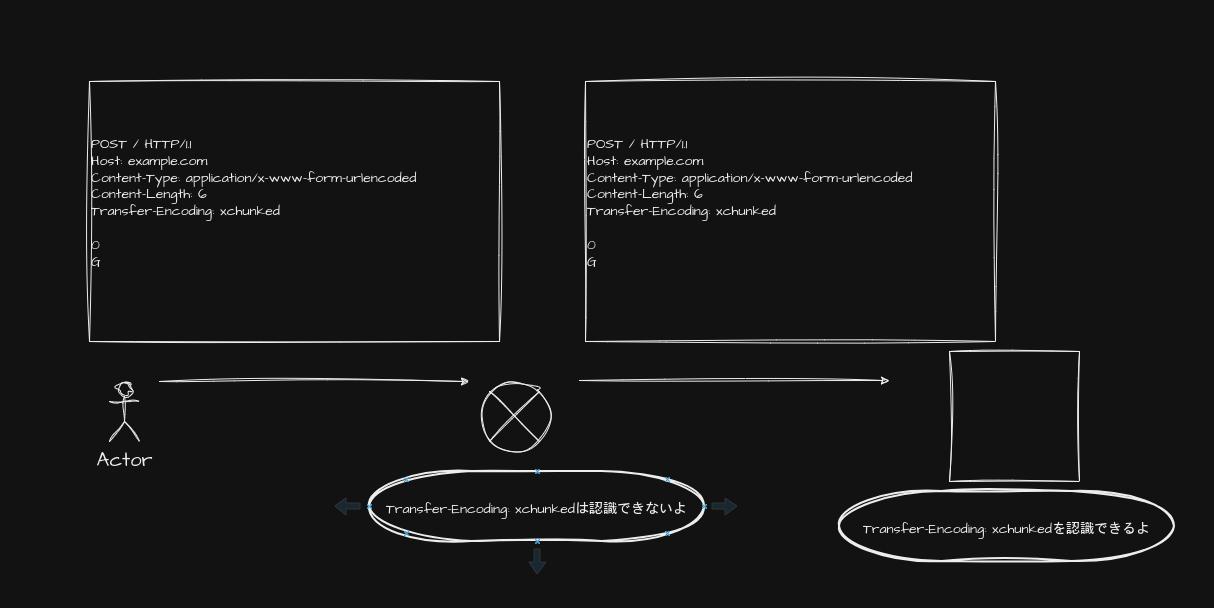 POST / HTTP/1.1
Host: example.com
Content-Type: application/x-www-form-urlencoded
Content-Length: 6
Transfer-Encoding: xchunked
0
G
POST / HTTP/1.1
Host: example.com
Content-Type: application/x-www-form-urlencoded
Content-Length: 6
Transfer-Encoding: xchunked
0
G
Actor
Transfer-Encoding: xchunkedは認識できないよ
Transfer-Encoding: xchunkedを認識できるよ